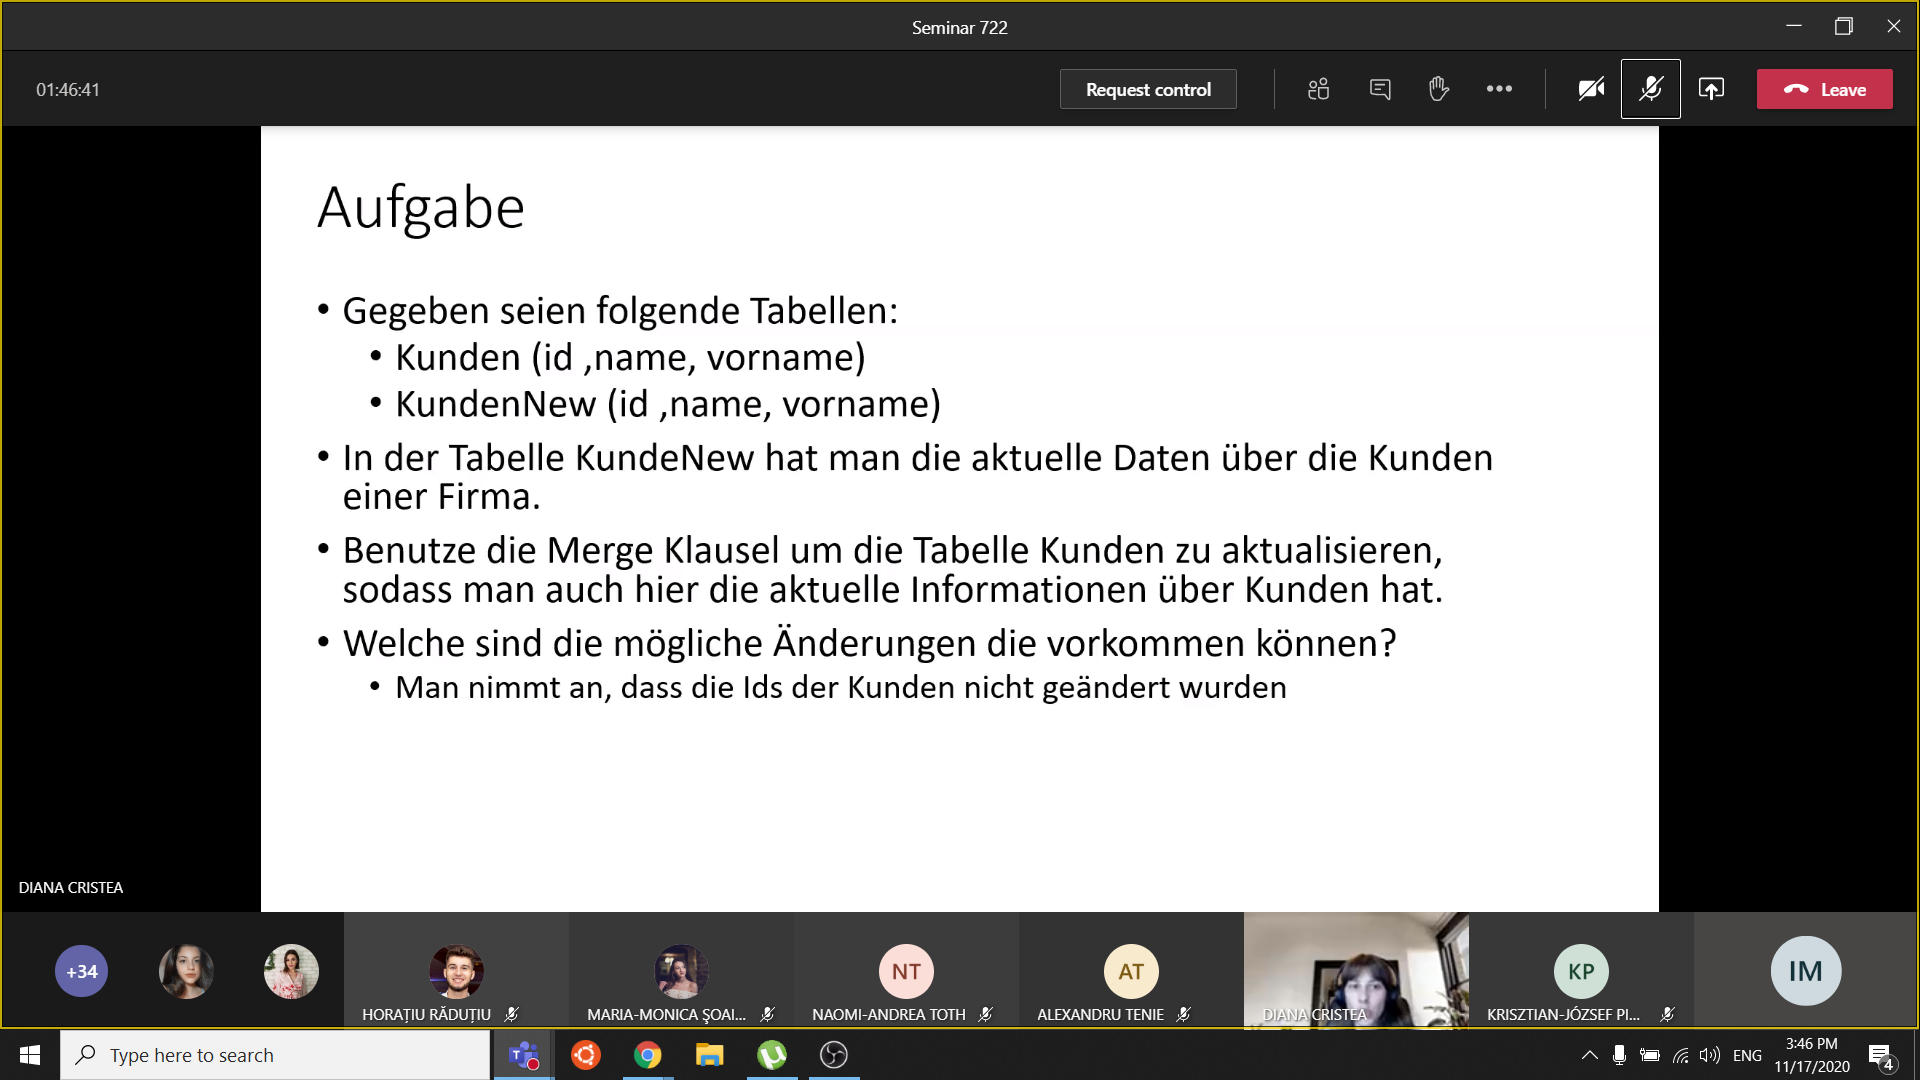 Seminar 722
01:46:41
Request control
Leave
Aufgabe
• Gegeben seien folgende Tabellen:
• Kunden (id ,name, vorname)
• KundenNew (id ,name, vorname)
• In der Tabelle KundeNew hat man die aktuelle Daten über die Kunden
einer Firma.
• Benutze die Merge Klausel um die Tabelle Kunden zu aktualisieren,
sodass man auch hier die aktuelle Informationen über Kunden hat.
• Welche sind die mögliche Änderungen die vorkommen können?
• Man nimmt an, dass die Ids der Kunden nicht geändert wurden
DIANA CRISTEA
+34
NT
AT
KP
IM
HORAȚIU RĂDUȚIU
MARIA-MONICA ȘOAI...
NAOMI-ANDREA TOTH
ALEXANDRU TENIE
DIANA CRISTEA
KRISZTIAN-JÓZSEF PI...
Type here to search
ENG
3:46 PM
11/17/2020
4